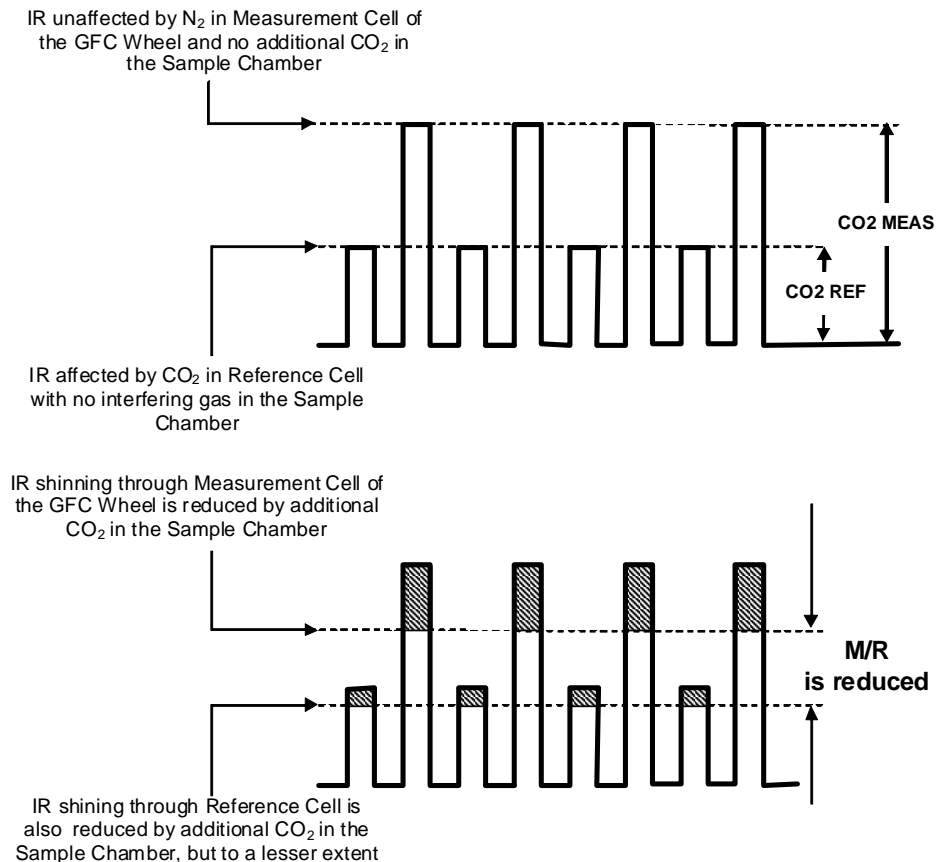 IR unaffected by N₂ in Measurement Cell of
the GFC Wheel and no additional CO₂ in
the Sample Chamber
CO2 MEAS
CO2 REF
IR affected by CO₂ in Reference Cell
with no interfering gas in the Sample
Chamber
IR shinning through Measurement Cell of
the GFC Wheel is reduced by additional
CO₂ in the Sample Chamber
M/R
is reduced
IR shining through Reference Cell is
also reduced by additional CO₂ in the
Sample Chamber, but to a lesser extent